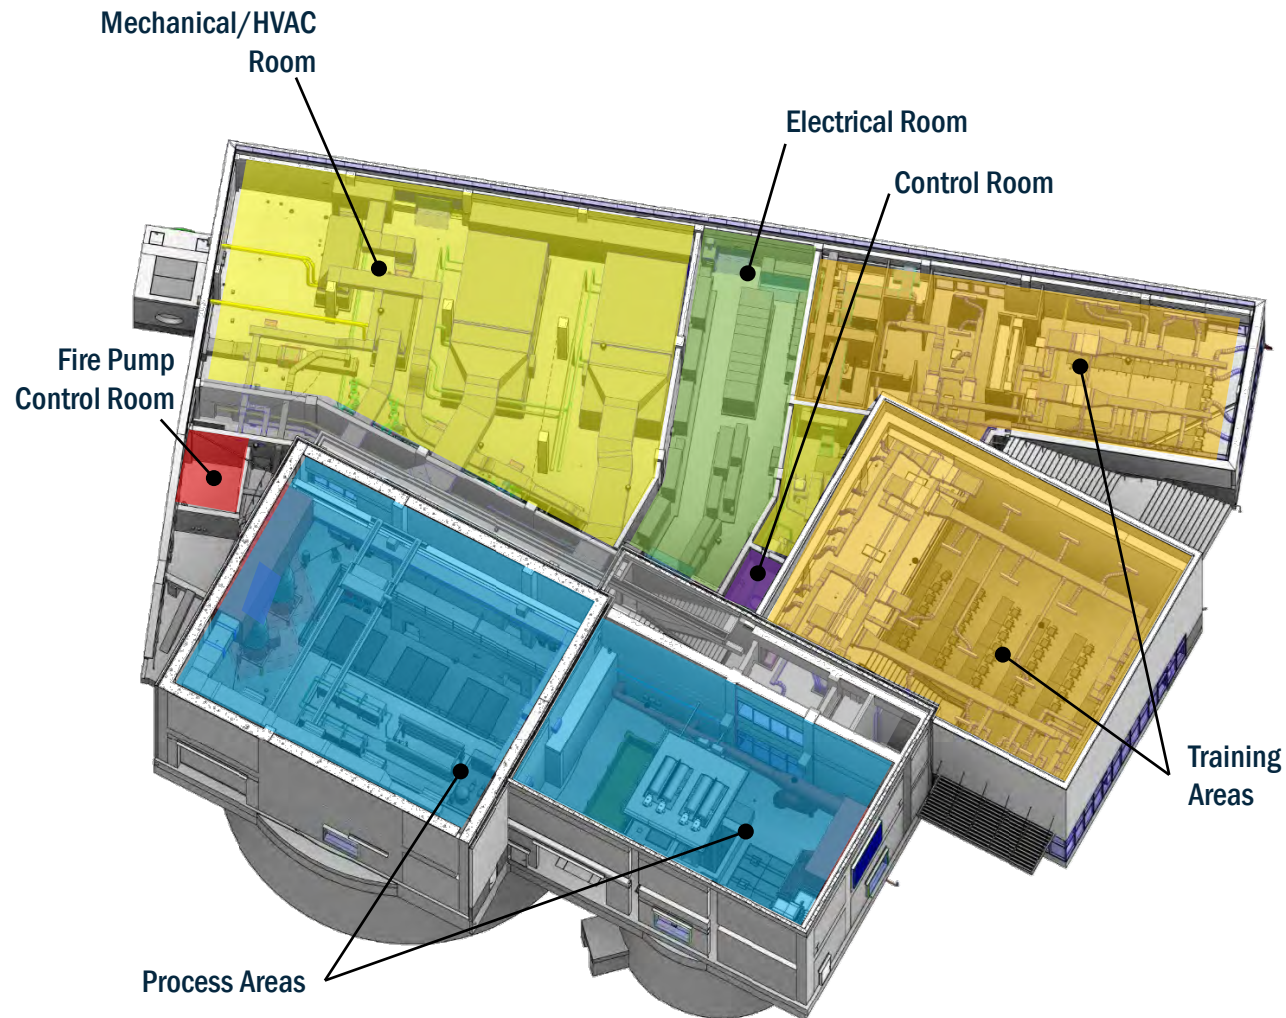 Mechanical/HVAC
Room
Electrical Room
Control Room
Fire Pump
Control Room
Training
Areas
Process Areas